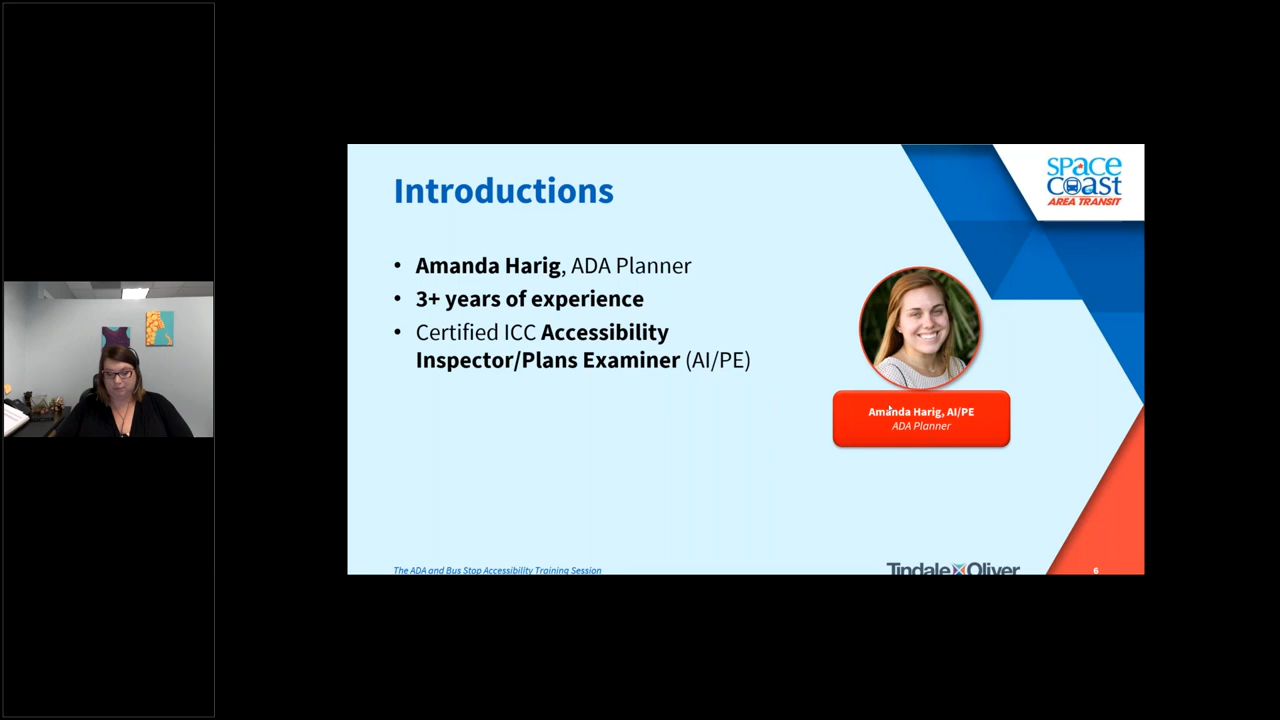 Introductions
space
coast
AREA TRANSIT
• Amanda Harig, ADA Planner
• 3+ years of experience
• Certified ICC Accessibility
Inspector/Plans Examiner (AI/PE)
Amanda Harig, AI/PE
ADA Planner
The ADA and Bus Stop Accessibility Training Session
Tindale Oliver
6